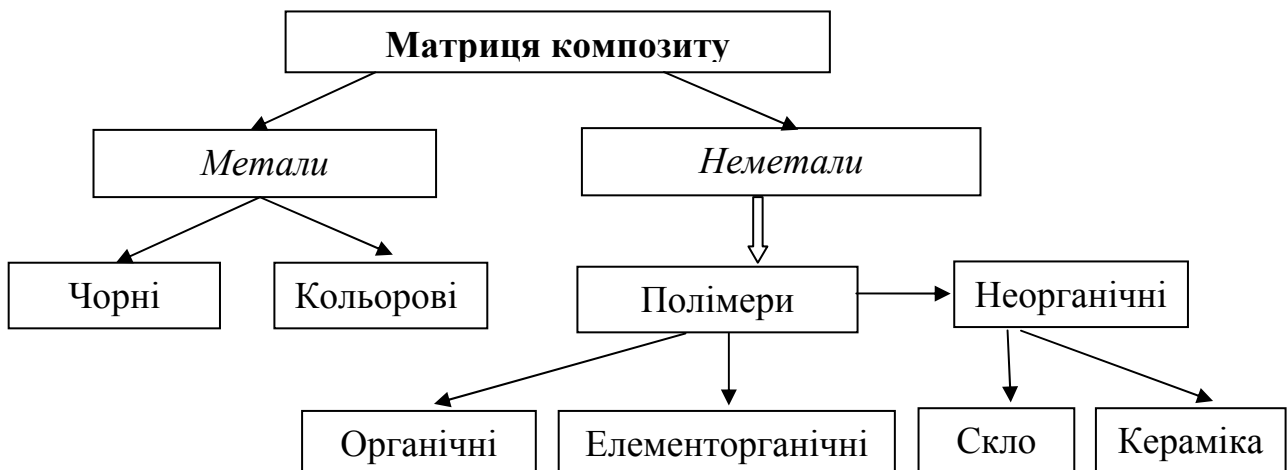 Матриця композиту
Метали
Неметали
Чорні
Кольорові
Полімери
Неорганічні
Органічні
Елементорганічні
Скло
Кераміка